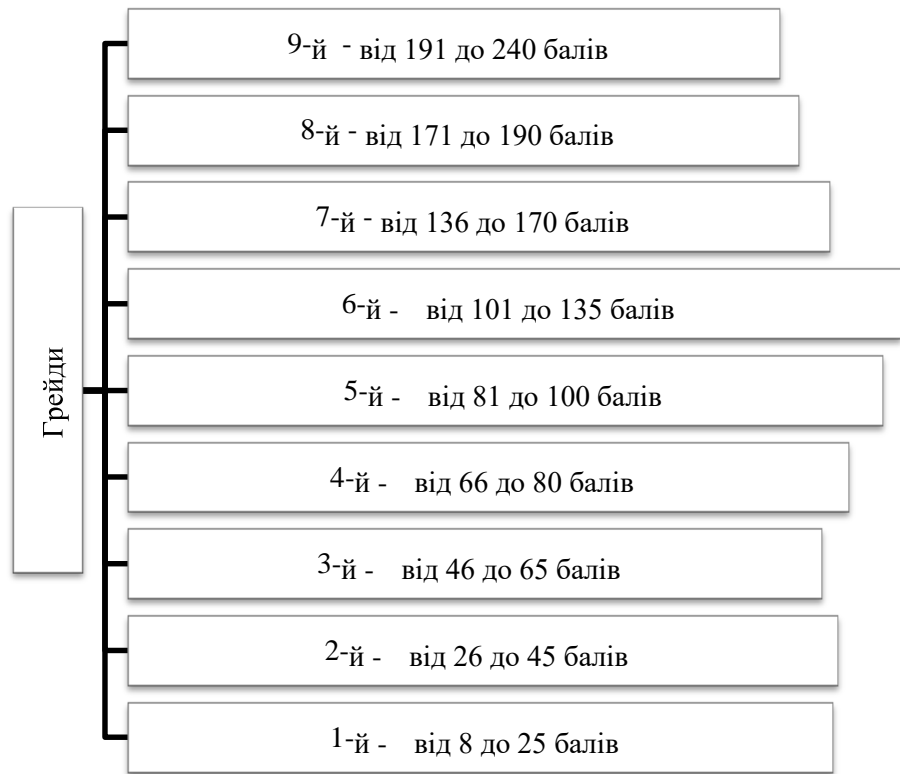 9-й - від 191 до 240 балів
8-й - від 171 до 190 балів
7-й - від 136 до 170 балів
6-й - від 101 до 135 балів
Грейди
5-й - від 81 до 100 балів
4-й - від 66 до 80 балів
3-й - від 46 до 65 балів
2-й - від 26 до 45 балів
1-й - від 8 до 25 балів